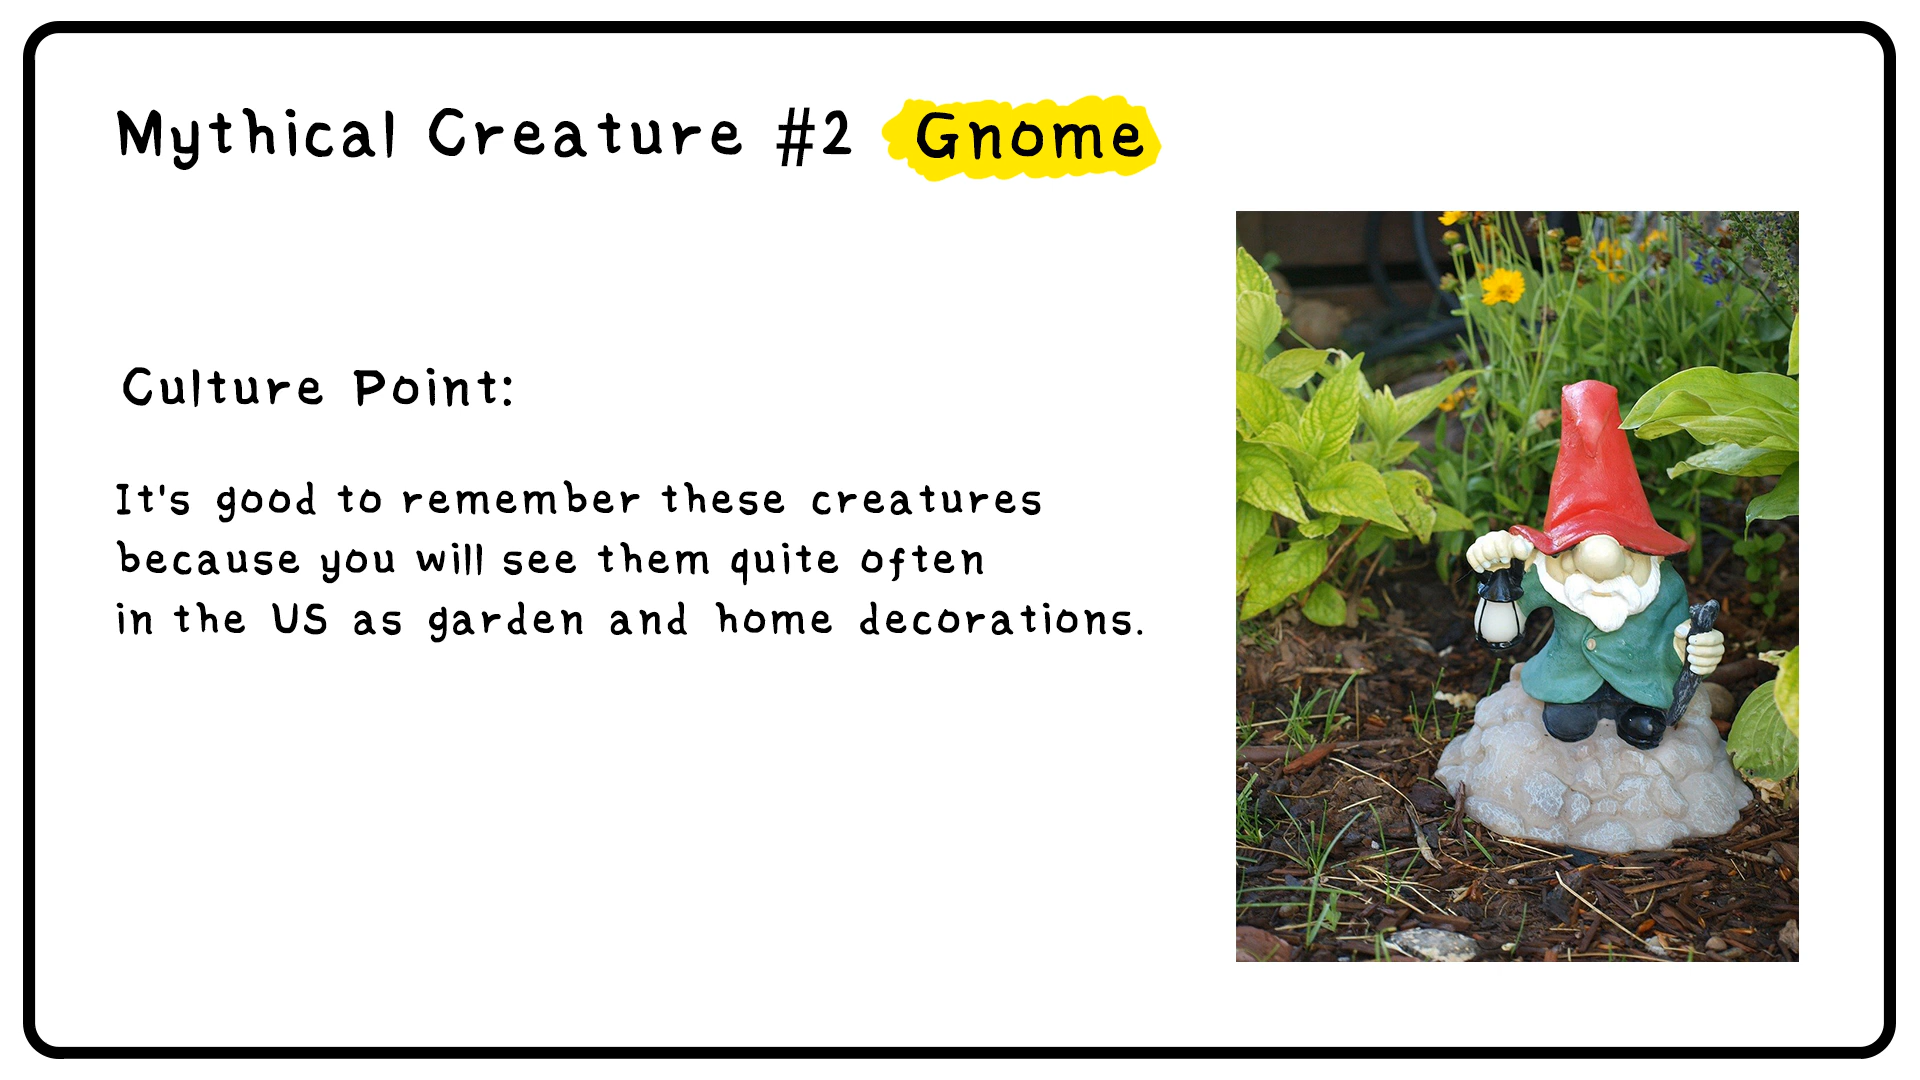 Mythical Creature #2 Gnome
Culture Point:
It's good to remember these creatures
because you will see them quite often
in the US as garden and home decorations.